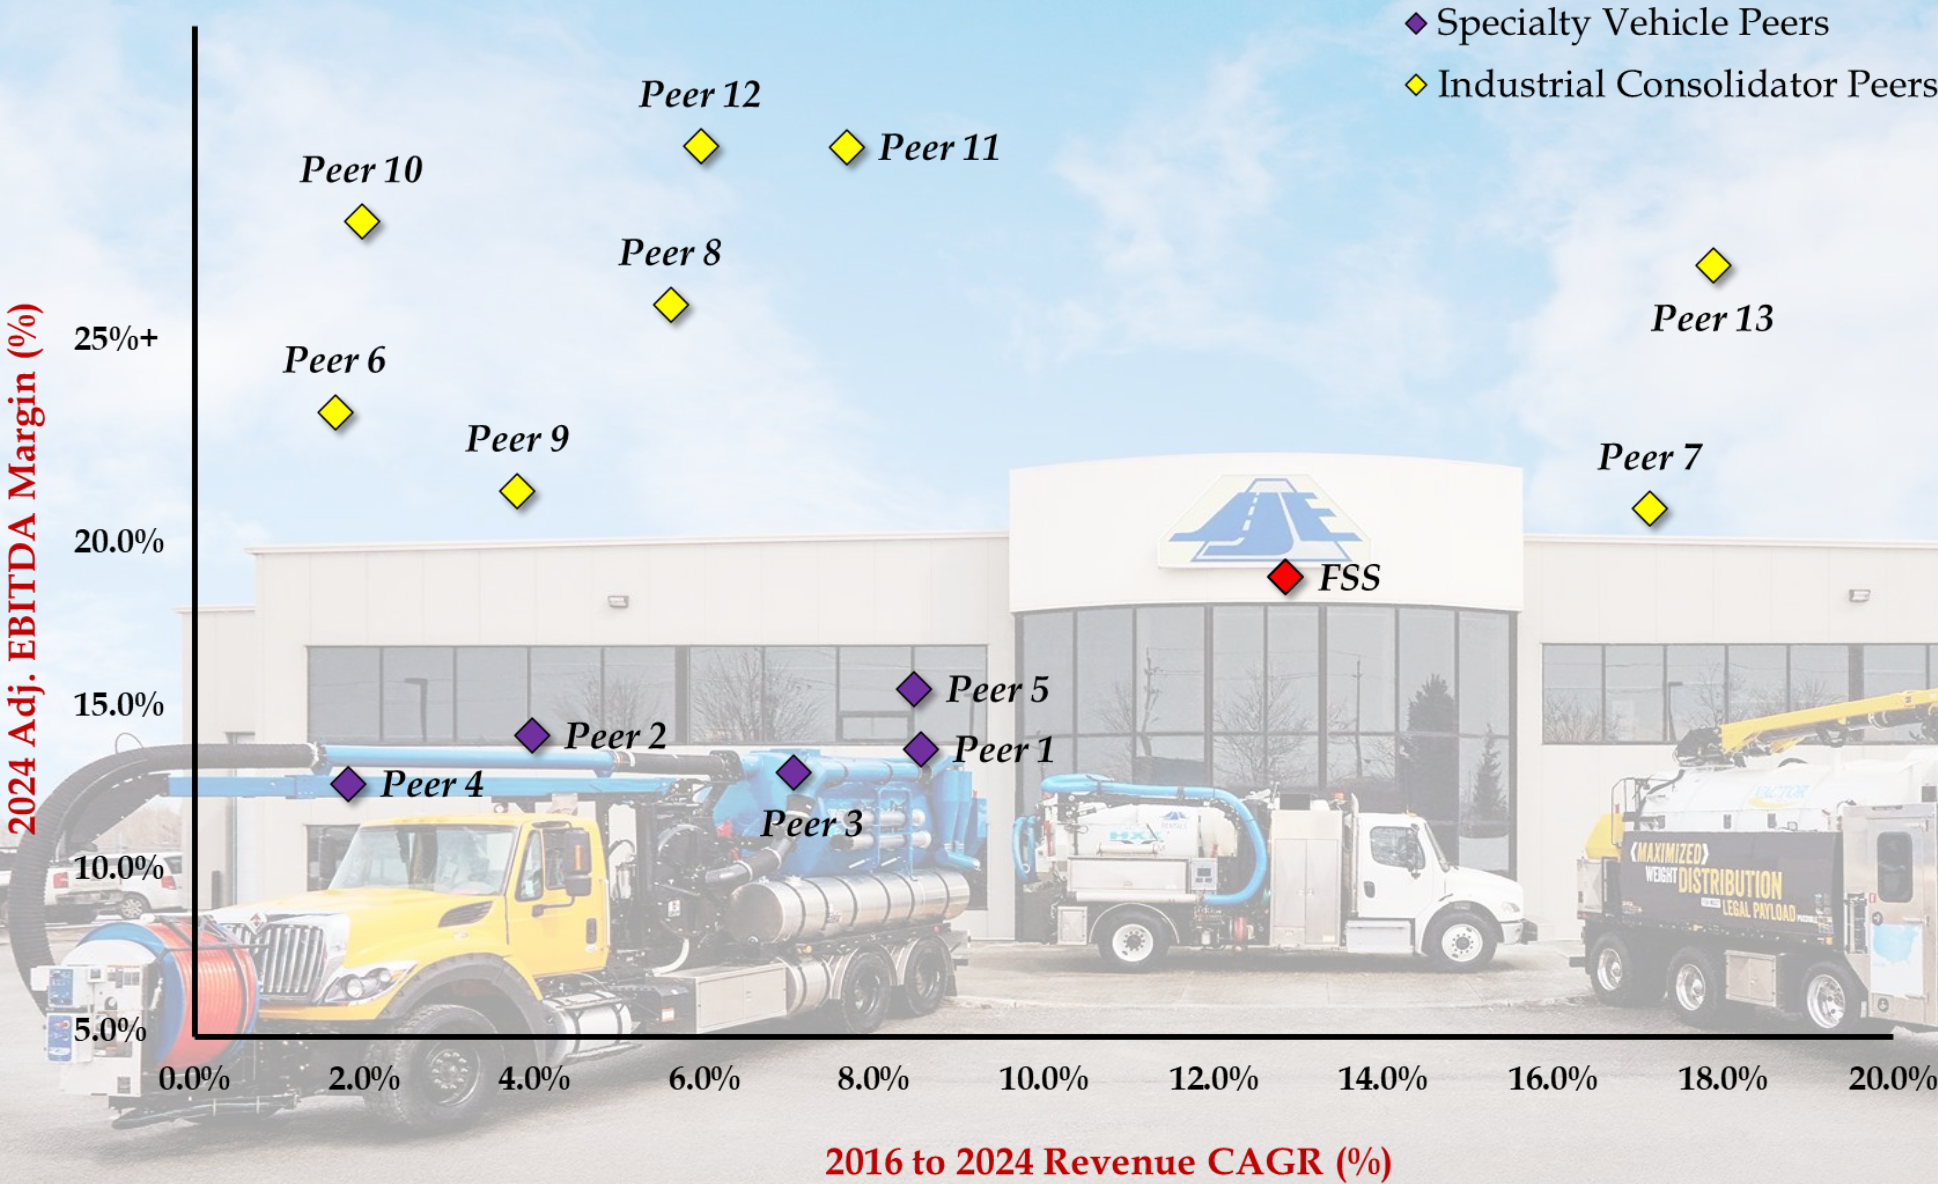 Specialty Vehicle Peers
Industrial Consolidator Peers
Peer 12
Peer 11
Peer 10
Peer 8
Peer 13
25%+
Peer 6
Peer 9
Peer 7
20.0%
FSS
15.0%
Peer 5
Peer 2
Peer 1
Peer 4
Peer 3
10.0%
5.0%
2024 Adj. EBITDA Margin (%)
0.0% 2.0% 4.0% 6.0% 8.0% 10.0% 12.0% 14.0% 16.0% 18.0% 20.0%
2016 to 2024 Revenue CAGR (%)
VACTOR
HXX
MAXIMIZED
WEIGHT DISTRIBUTION
LEGAL PAYLOAD